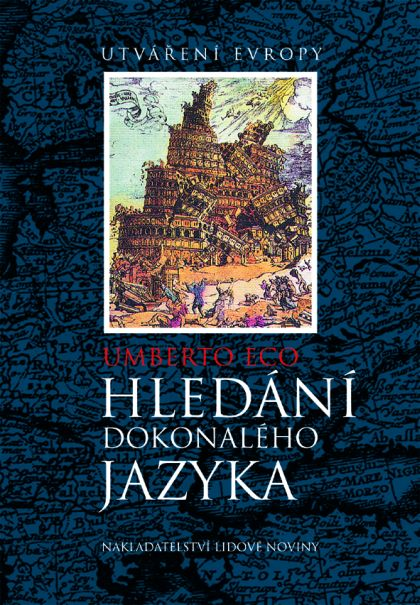 UTVÁŘENÍ EVROPY
UMBERTO ECO
HLEDÁNÍ
DOKONALÉHO
JAZYKA
NAKLADATELSTVÍ LIDOVÉ NOVINY